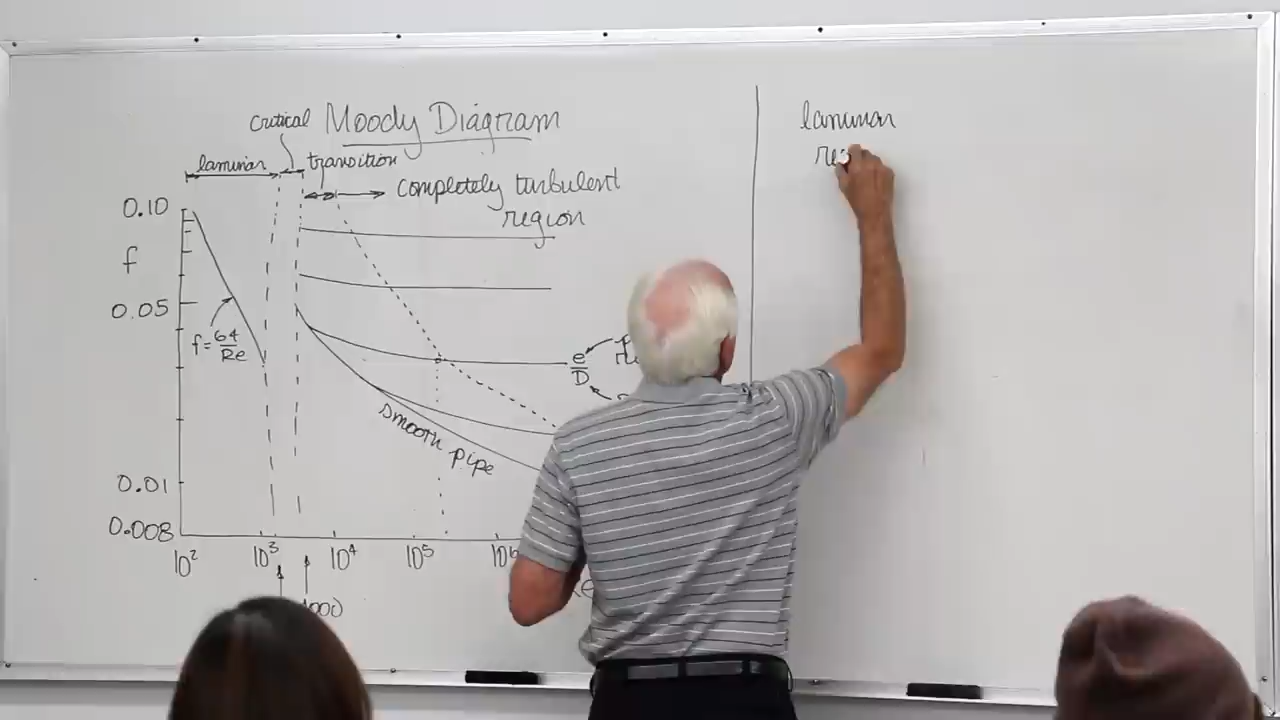 critical Moody Diagram
laminar transition
completely turbulent
region
0.10
f
0.05
f = 64/Re
e/D
smooth pipe
0.01
0.008
10² 10³ 10⁴ 10⁵ 10⁶
laminar